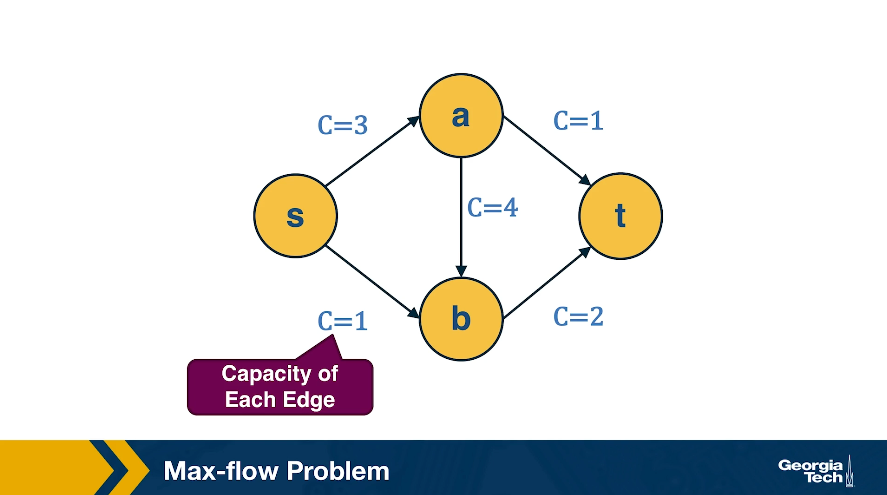 a
C=3
C=1
s
C=4
t
C=1
b
C=2
Capacity of
Each Edge
Max-flow Problem
Georgia
Tech